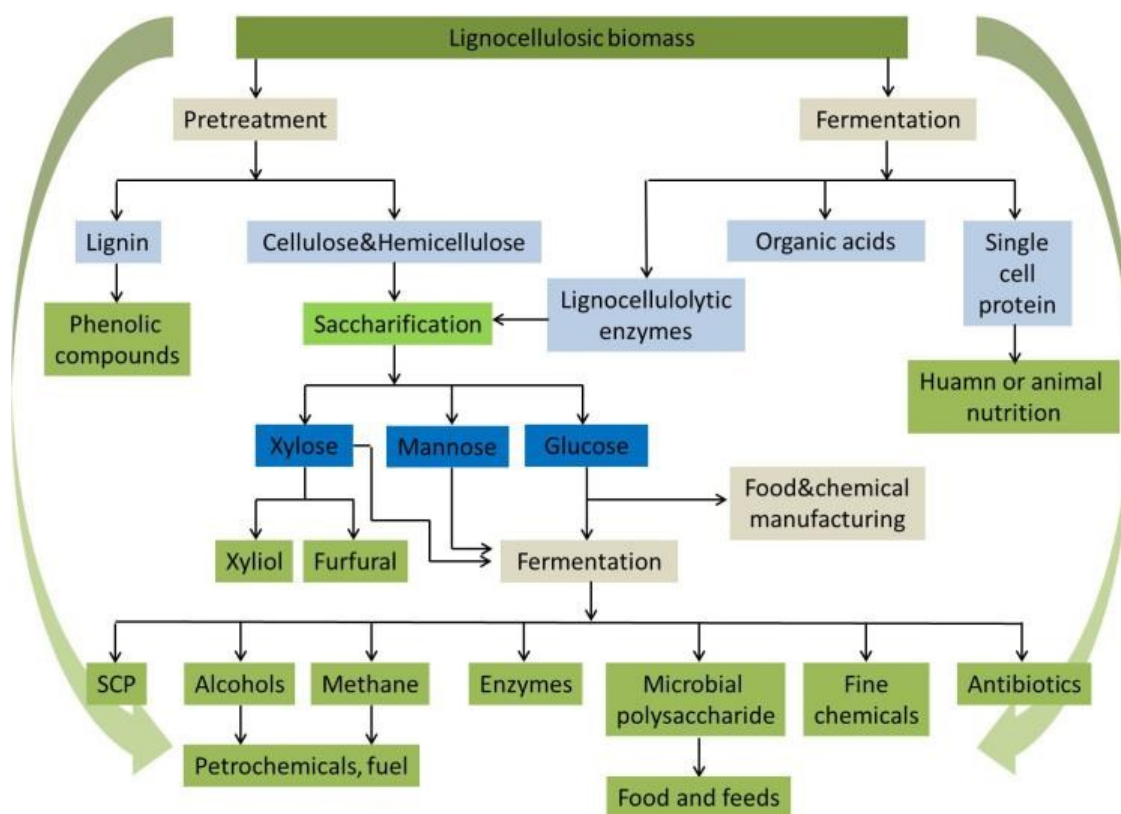 Lignocellulosic biomass
Pretreatment
Fermentation
Lignin
Cellulose&Hemicellulose
Organic acids
Single
cell
protein
Lignocellulolytic
enzymes
Phenolic
compounds
Saccharification
Huamn or animal
nutrition
Xylose
Mannose
Glucose
Food&chemical
manufacturing
Xyliol
Furfural
Fermentation
SCP
Alcohols
Methane
Enzymes
Microbial
polysaccharide
Fine
chemicals
Antibiotics
Petrochemicals, fuel
Food and feeds